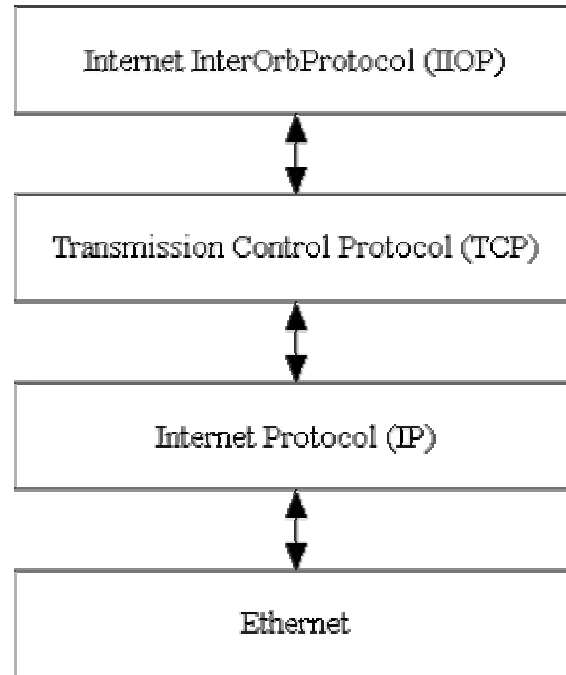 Internet InterOrbProtocol (IIOP)
Transmission Control Protocol (TCP)
Internet Protocol (IP)
Ethernet